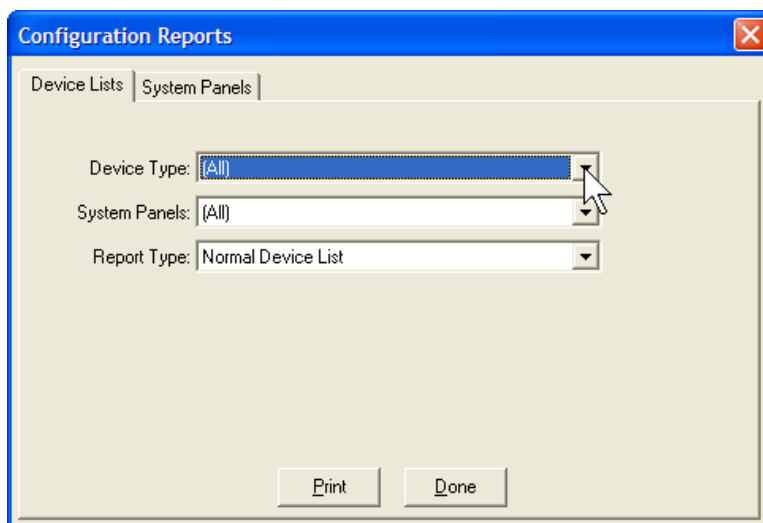 Configuration Reports
Device Lists System Panels
Device Type: (All)
System Panels: (All)
Report Type: Normal Device List
Print Done